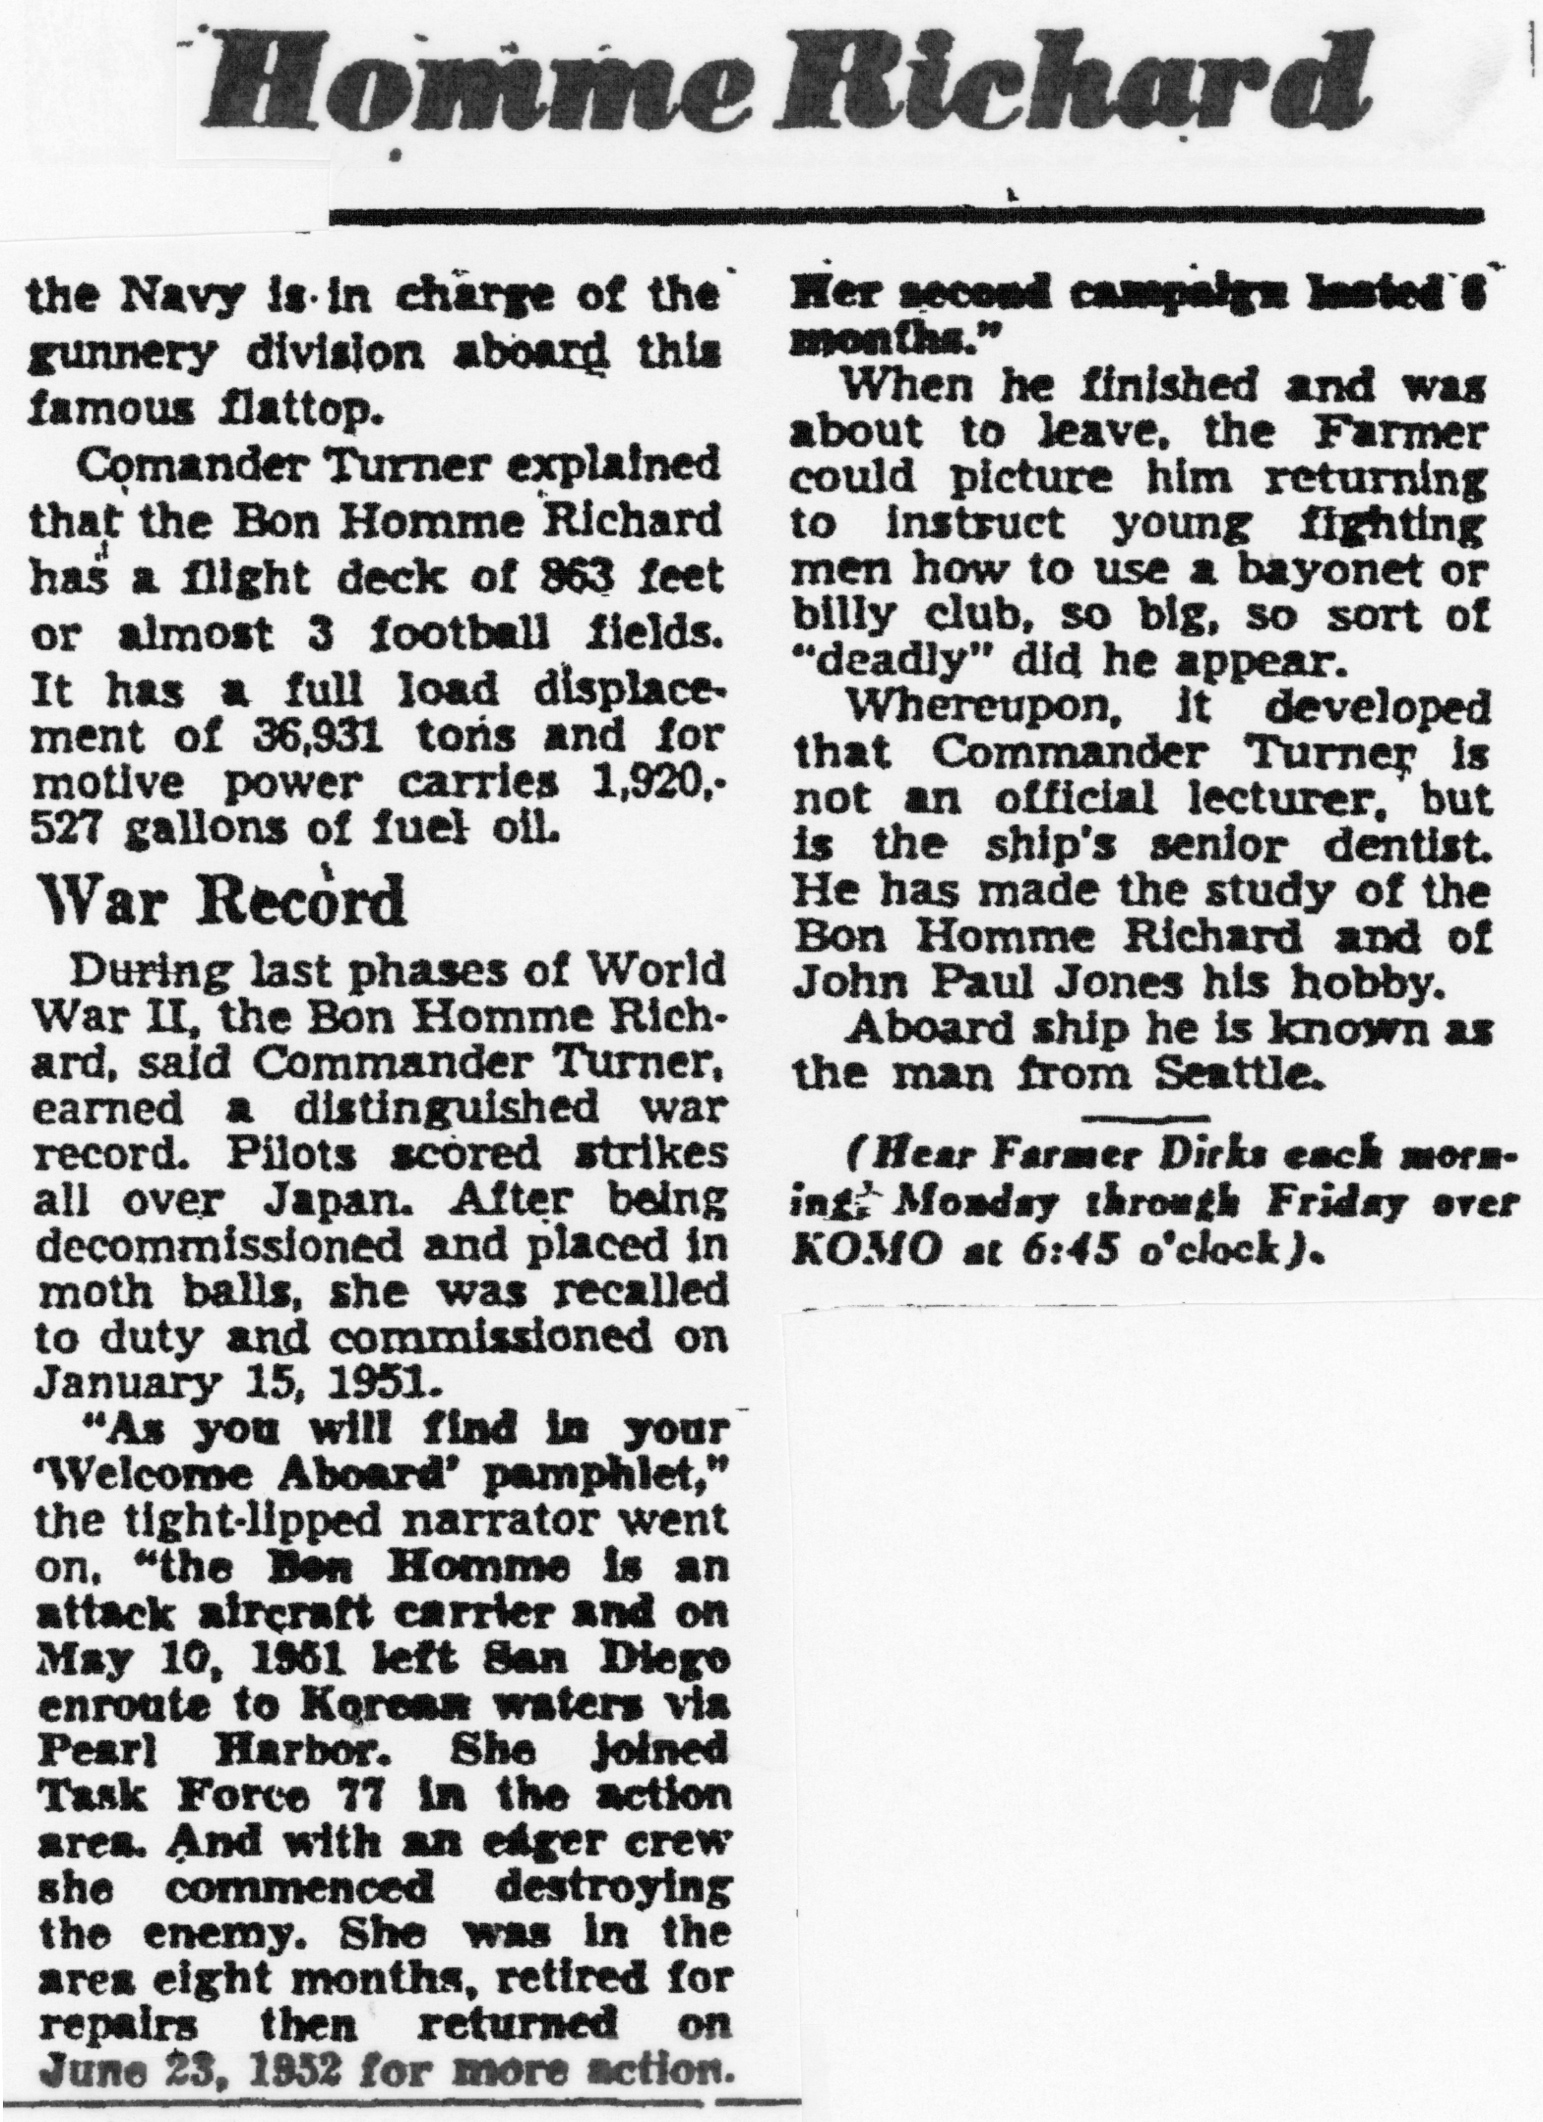 Homme Richard
the Navy is in charge of the
gunnery division aboard this
famous flattop.
Comander Turner explained
that the Bon Homme Richard
has a flight deck of 863 feet
or almost 3 football fields.
It has a full load displace-
ment of 36,931 tons and for
motive power carries 1,920,-
527 gallons of fuel oil.
War Record
During last phases of World
War II, the Bon Homme Rich-
ard, said Commander Turner,
earned a distinguished war
record. Pilots scored strikes
all over Japan. After being
decommissioned and placed in
moth balls, she was recalled
to duty and commissioned on
January 15, 1951.
"As you will find in your
'Welcome Aboard' pamphlet,"
the tight-lipped narrator went
on, "the Bon Homme is an
attack aircraft carrier and on
May 10, 1951 left San Diego
enroute to Korean waters via
Pearl Harbor. She joined
Task Force 77 in the action
area. And with an eager crew
she commenced destroying
the enemy. She was in the
area eight months, retired for
repairs then returned on
June 23, 1952 for more action.
Her second campaign lasted 6
months."
When he finished and was
about to leave, the Farmer
could picture him returning
to instruct young fighting
men how to use a bayonet or
billy club, so big, so sort of
"deadly" did he appear.
Whereupon, it developed
that Commander Turner is
not an official lecturer, but
is the ship's senior dentist.
He has made the study of the
Bon Homme Richard and of
John Paul Jones his hobby.
Aboard ship he is known as
the man from Seattle.
(Hear Farmer Dirks each morn-
ing, Monday through Friday over
KOMO at 6:45 o'clock).